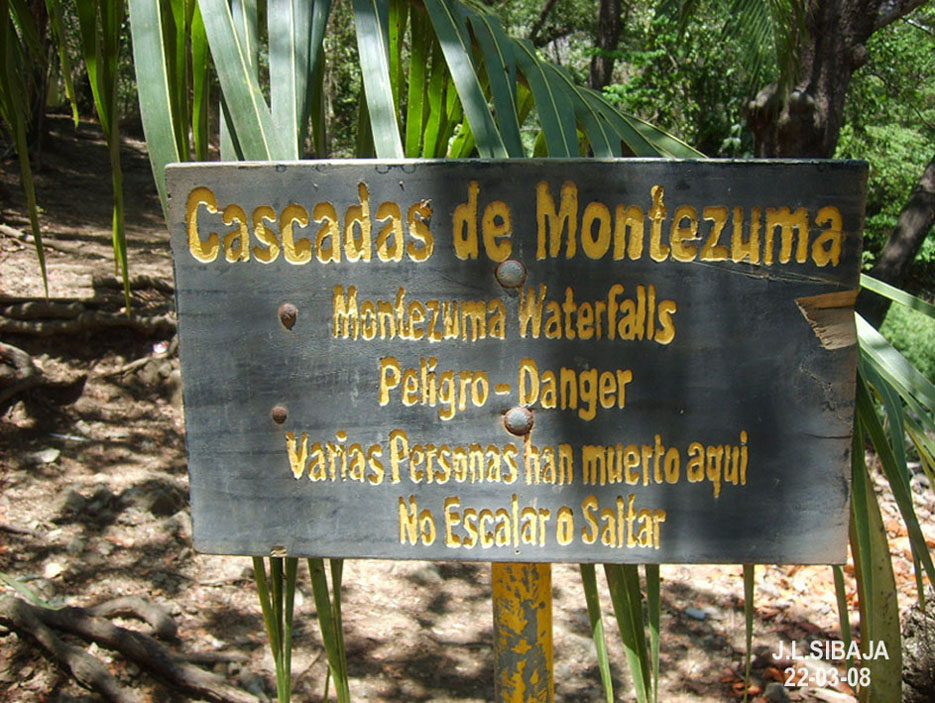 Cascadas de Montezuma
Montezuma Waterfalls
Peligro - Danger
Varias Personas han muerto aqui
No Escalar o Saltar
J.L.SIBAJA
22-03-08